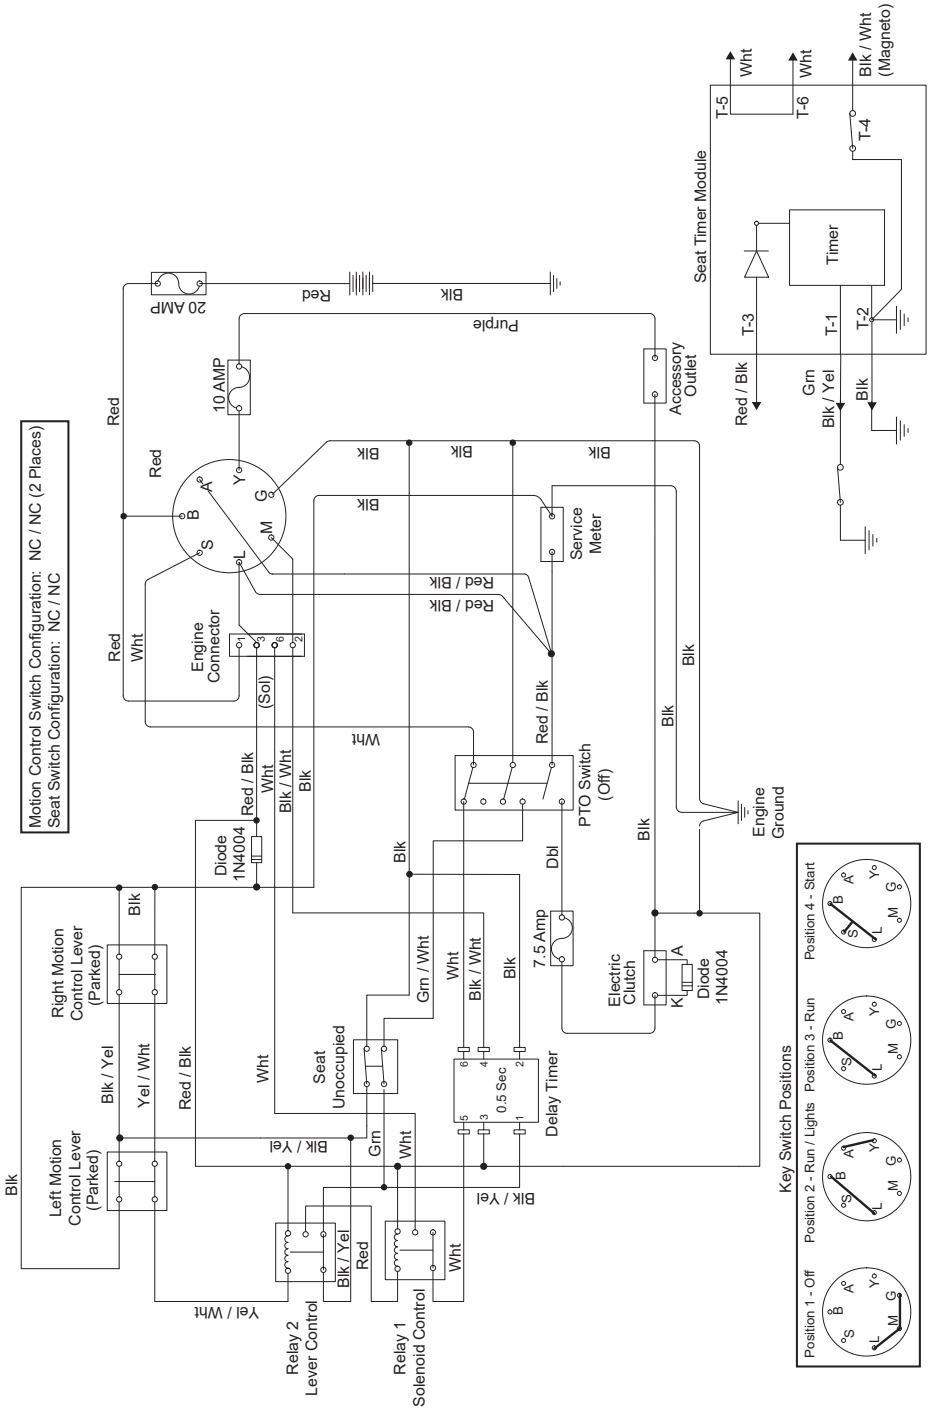 Motion Control Switch Configuration: NC / NC (2 Places)
Seat Switch Configuration: NC / NC
Blk
Left Motion
Control Lever
(Parked)
Blk / Yel
Yel / Wht
Right Motion
Control Lever
(Parked)
Blk
Red / Blk
Wht
Diode
1N4004
Red / Blk
Wht
Blk / Wht
Blk
(Sol)
Engine
Connector
1
3
6
2
Red
Wht
Red
Red
B
A
S
Y
L
G
M
10 AMP
20 AMP
Red
Blk
Purple
Blk
Blk
Blk
Blk
Red / Blk
Red / Blk
Service
Meter
Accessory
Outlet
Wht
Red / Blk
PTO Switch
(Off)
Blk
Blk
Blk
Engine
Ground
Yel / Wht
Relay 2
Lever Control
Blk / Yel
Red
Relay 1
Solenoid Control
Wht
Blk / Yel
Grn
Wht
Blk / Yel
Seat
Unoccupied
Blk
Grn / Wht
Wht
Blk / Wht
Blk
5
3
1
0.5 Sec
6
4
2
Delay Timer
7.5 Amp
Dbl
Electric
Clutch
K
A
Diode
1N4004
Blk
Seat Timer Module
T-5
Wht
T-6
Wht
T-4
Blk / Wht
(Magneto)
Timer
T-3
Red / Blk
T-1
Grn
Blk / Yel
T-2
Blk
Key Switch Positions
Position 1 - Off
S
B
A
Y
L
M
G
Position 2 - Run / Lights
S
B
A
Y
L
M
G
Position 3 - Run
S
B
A
Y
L
M
G
Position 4 - Start
S
B
A
Y
L
M
G